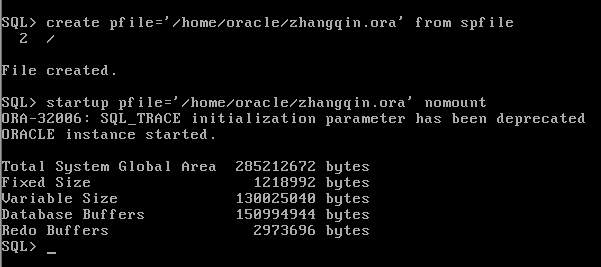 SQL> create pfile='/home/oracle/zhangqin.ora' from spfile
  2  /
File created.
SQL> startup pfile='/home/oracle/zhangqin.ora' nomount
ORA-32006: SQL_TRACE initialization parameter has been deprecated
ORACLE instance started.
Total System Global Area  285212672 bytes
Fixed Size                  1218992 bytes
Variable Size             130025040 bytes
Database Buffers          150994944 bytes
Redo Buffers                2973696 bytes
SQL> _